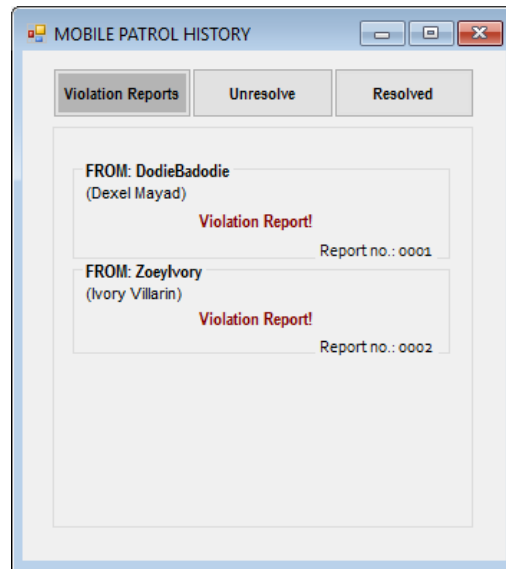 MOBILE PATROL HISTORY
Violation Reports Unresolve Resolved
FROM: DodieBadodie
(Dexel Mayad)
Violation Report!
Report no.: 0001
FROM: ZoeyIvory
(Ivory Villarin)
Violation Report!
Report no.: 0002